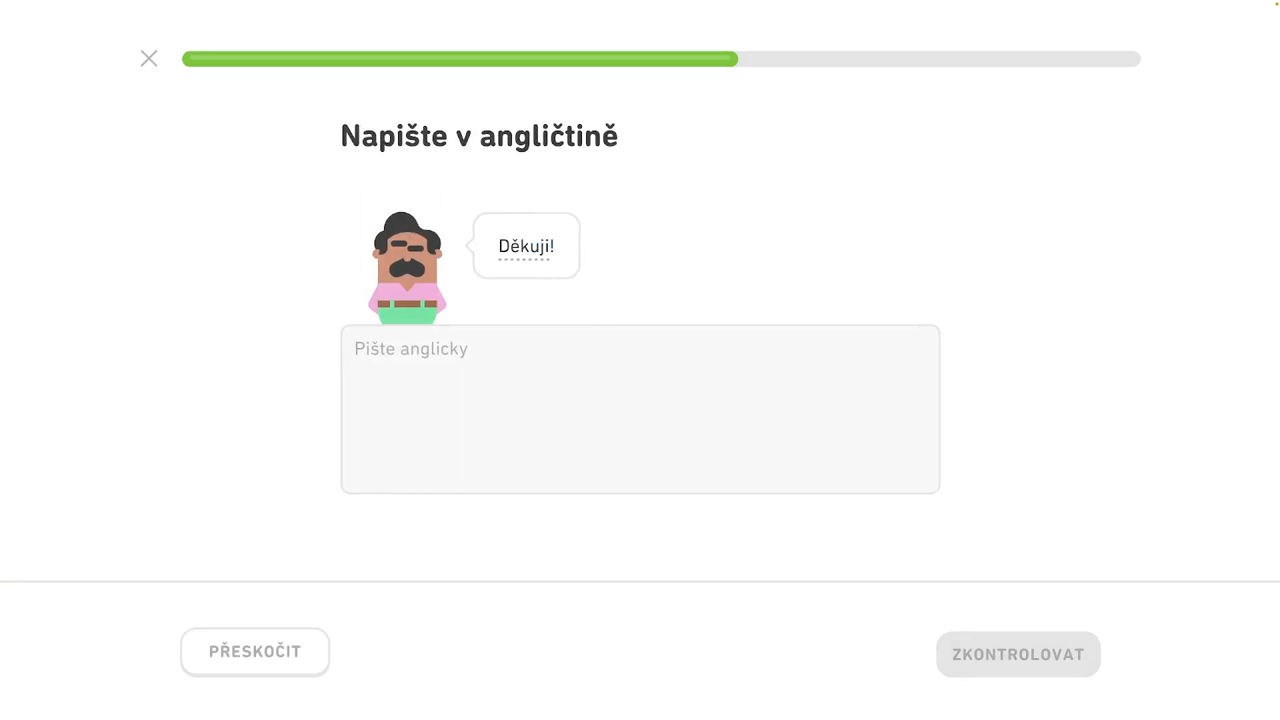 Napište v angličtině
Děkuji!
Pište anglicky
PŘESKOČIT
ZKONTROLOVAT